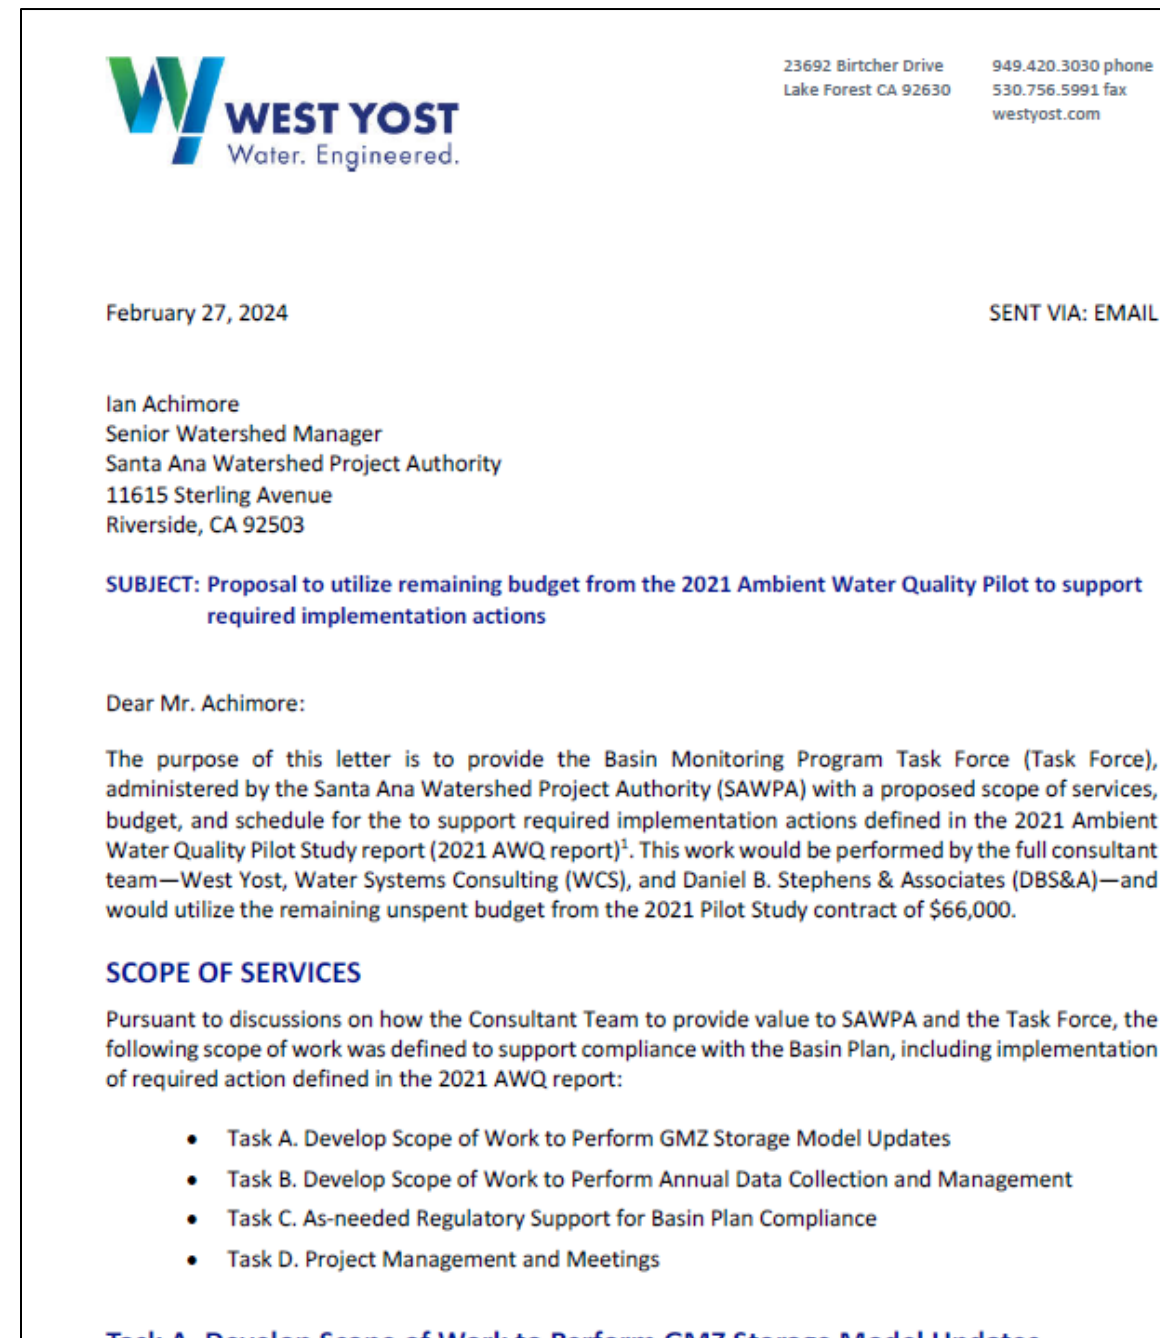 WEST YOST
Water. Engineered.
23692 Birtcher Drive
Lake Forest CA 92630
949.420.3030 phone
530.756.5991 fax
westyost.com
February 27, 2024
SENT VIA: EMAIL
Ian Achimore
Senior Watershed Manager
Santa Ana Watershed Project Authority
11615 Sterling Avenue
Riverside, CA 92503
SUBJECT: Proposal to utilize remaining budget from the 2021 Ambient Water Quality Pilot to support
required implementation actions
Dear Mr. Achimore:
The purpose of this letter is to provide the Basin Monitoring Program Task Force (Task Force),
administered by the Santa Ana Watershed Project Authority (SAWPA) with a proposed scope of services,
budget, and schedule for the to support required implementation actions defined in the 2021 Ambient
Water Quality Pilot Study report (2021 AWQ report)¹. This work would be performed by the full consultant
team—West Yost, Water Systems Consulting (WCS), and Daniel B. Stephens & Associates (DBS&A)—and
would utilize the remaining unspent budget from the 2021 Pilot Study contract of $66,000.
SCOPE OF SERVICES
Pursuant to discussions on how the Consultant Team to provide value to SAWPA and the Task Force, the
following scope of work was defined to support compliance with the Basin Plan, including implementation
of required action defined in the 2021 AWQ report:
• Task A. Develop Scope of Work to Perform GMZ Storage Model Updates
• Task B. Develop Scope of Work to Perform Annual Data Collection and Management
• Task C. As-needed Regulatory Support for Basin Plan Compliance
• Task D. Project Management and Meetings
Task A. Develop Scope of Work to Perform GMZ Storage Model Updates